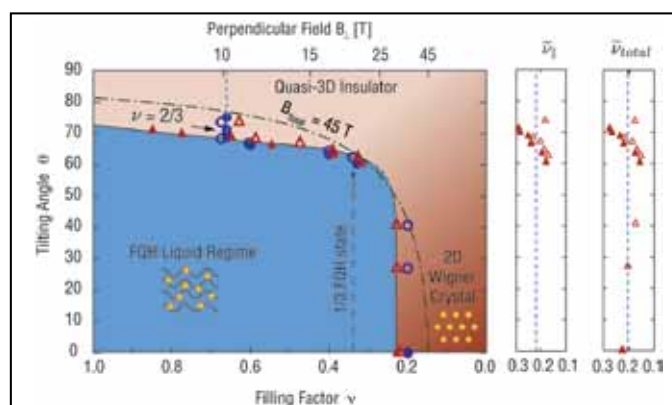 Perpendicular Field B⊥ [T]
10 20 25 30 45
90
80
70
60
50
40
30
20
10
0
Tilting Angle Θ
Quasi-3D Insulator
B_total = 45 T
ν = 2/3
FQH Liquid Regime
1/3 FQH state
2D
Wigner
Crystal
1.0 0.8 0.6 0.4 0.2 0.0
Filling Factor ν
ν̃_total
0.3 0.2 0.1
0.3 0.2 0.1